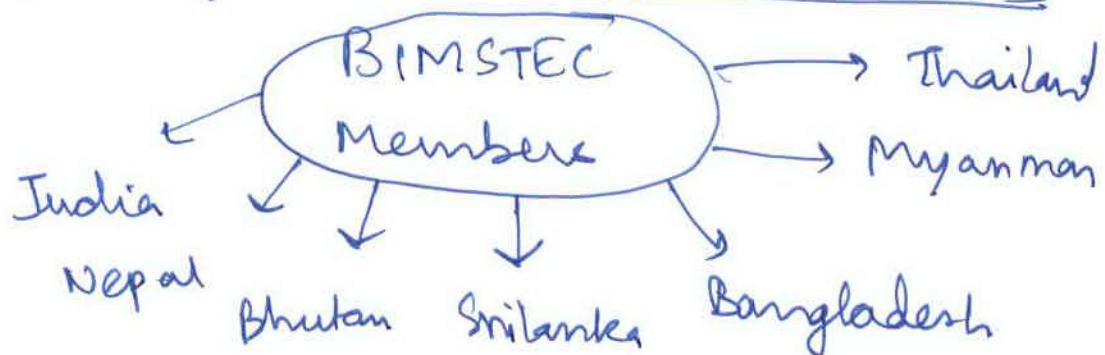 BIMSTEC
Members
Thailand
Myanmar
India
Nepal
Bhutan
Srilanka
Bangladesh